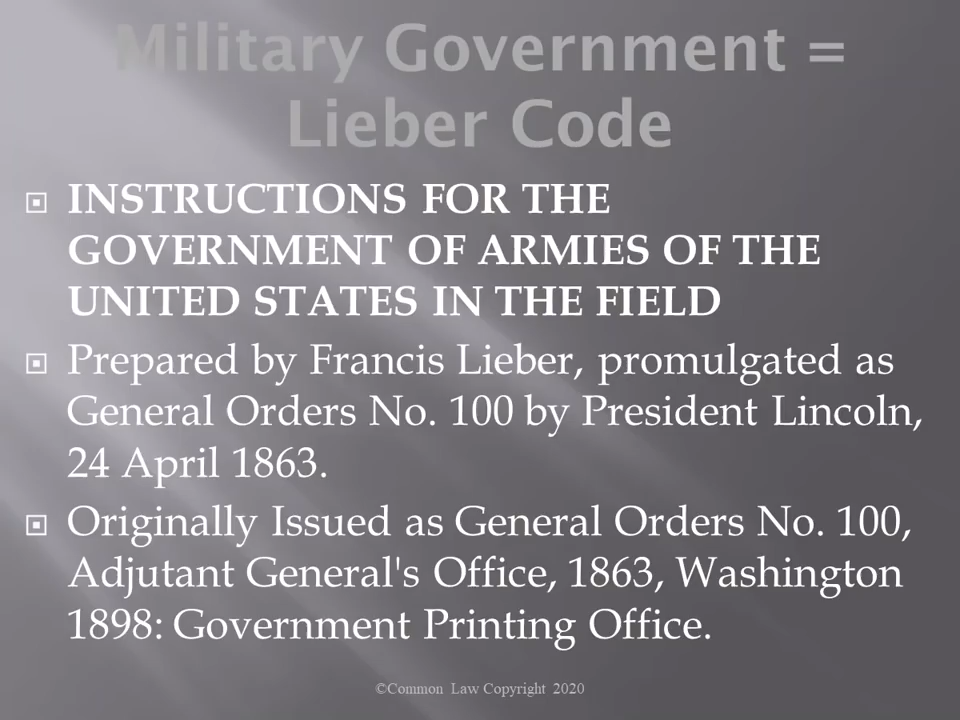 Military Government =
Lieber Code
INSTRUCTIONS FOR THE
GOVERNMENT OF ARMIES OF THE
UNITED STATES IN THE FIELD
Prepared by Francis Lieber, promulgated as
General Orders No. 100 by President Lincoln,
24 April 1863.
Originally Issued as General Orders No. 100,
Adjutant General's Office, 1863, Washington
1898: Government Printing Office.
©Common Law Copyright 2020